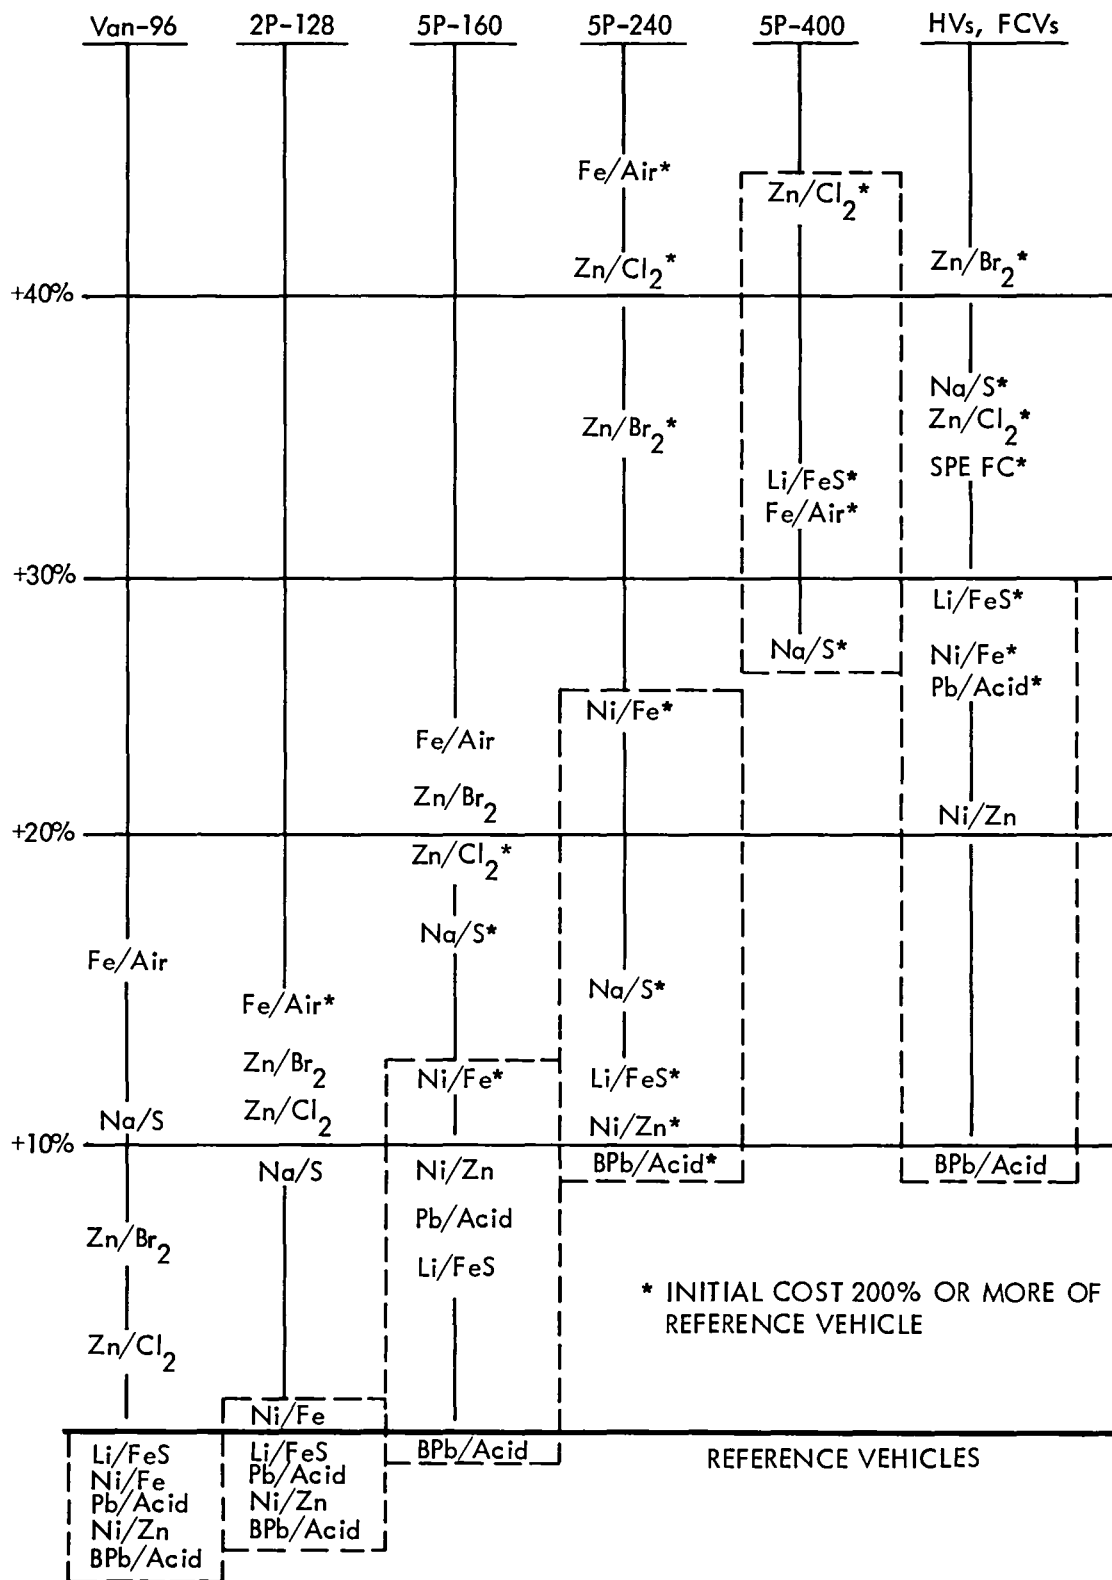 Van-96 2P-128 5P-160 5P-240 5P-400 HVs, FCVs
Fe/Air*
Zn/Cl2*
Zn/Cl2*
Zn/Br2*
+40%
Na/S*
Zn/Br2*
Zn/Cl2*
Li/FeS*
SPE FC*
Fe/Air*
+30%
Li/FeS*
Na/S*
Ni/Fe*
Pb/Acid*
Ni/Fe*
Fe/Air
Zn/Br2
Ni/Zn
+20%
Zn/Cl2*
Na/S*
Fe/Air
Na/S*
Fe/Air*
Zn/Br2
Ni/Fe*
Li/FeS*
Zn/Cl2
Na/S
Ni/Zn*
+10%
BPb/Acid*
BPb/Acid
Na/S
Ni/Zn
Pb/Acid
Zn/Br2
Li/FeS
* INITIAL COST 200% OR MORE OF
REFERENCE VEHICLE
Zn/Cl2
Ni/Fe
Li/FeS
Li/FeS
BPb/Acid
REFERENCE VEHICLES
Ni/Fe
Pb/Acid
Pb/Acid
Ni/Zn
Ni/Zn
BPb/Acid
BPb/Acid